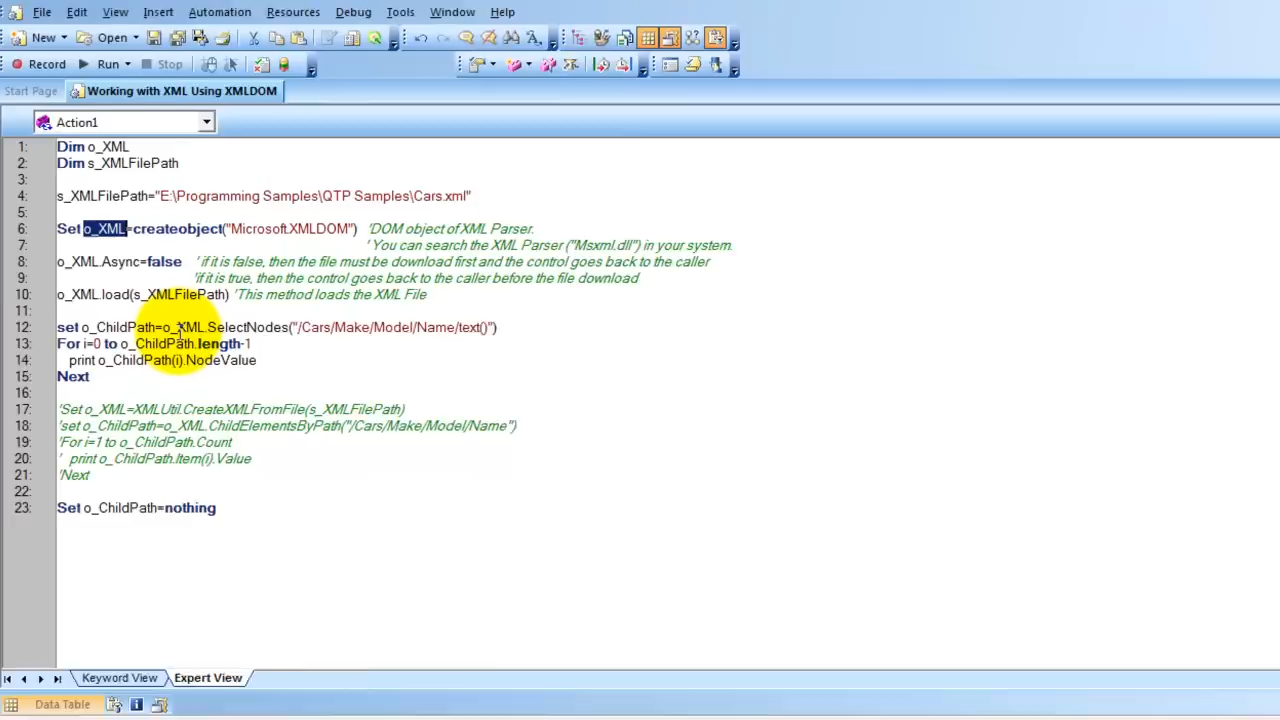 File Edit View Insert Automation Resources Debug Tools Window Help
New Open
Record Run Stop
Start Page Working with XML Using XMLDOM
Action1
1: Dim o_XML
2: Dim s_XMLFilePath
3:
4: s_XMLFilePath="E:\Programming Samples\QTP Samples\Cars.xml"
5:
6: Set o_XML=createobject("Microsoft.XMLDOM") 'DOM object of XML Parser.
7: ' You can search the XML Parser ("Msxml.dll") in your system.
8: o_XML.Async=false ' if it is false, then the file must be download first and the control goes back to the caller
9: 'if it is true, then the control goes back to the caller before the file download
10: o_XML.load(s_XMLFilePath) 'This method loads the XML File
11:
12: set o_ChildPath=o_XML.SelectNodes("/Cars/Make/Model/Name/text()")
13: For i=0 to o_ChildPath.length-1
14: print o_ChildPath(i).NodeValue
15: Next
16:
17: 'Set o_XML=XMLUtil.CreateXMLFromFile(s_XMLFilePath)
18: 'set o_ChildPath=o_XML.ChildElementsByPath("/Cars/Make/Model/Name")
19: 'For i=1 to o_ChildPath.Count
20: ' print o_ChildPath.Item(i).Value
21: 'Next
22:
23: Set o_ChildPath=nothing
Keyword View Expert View
Data Table